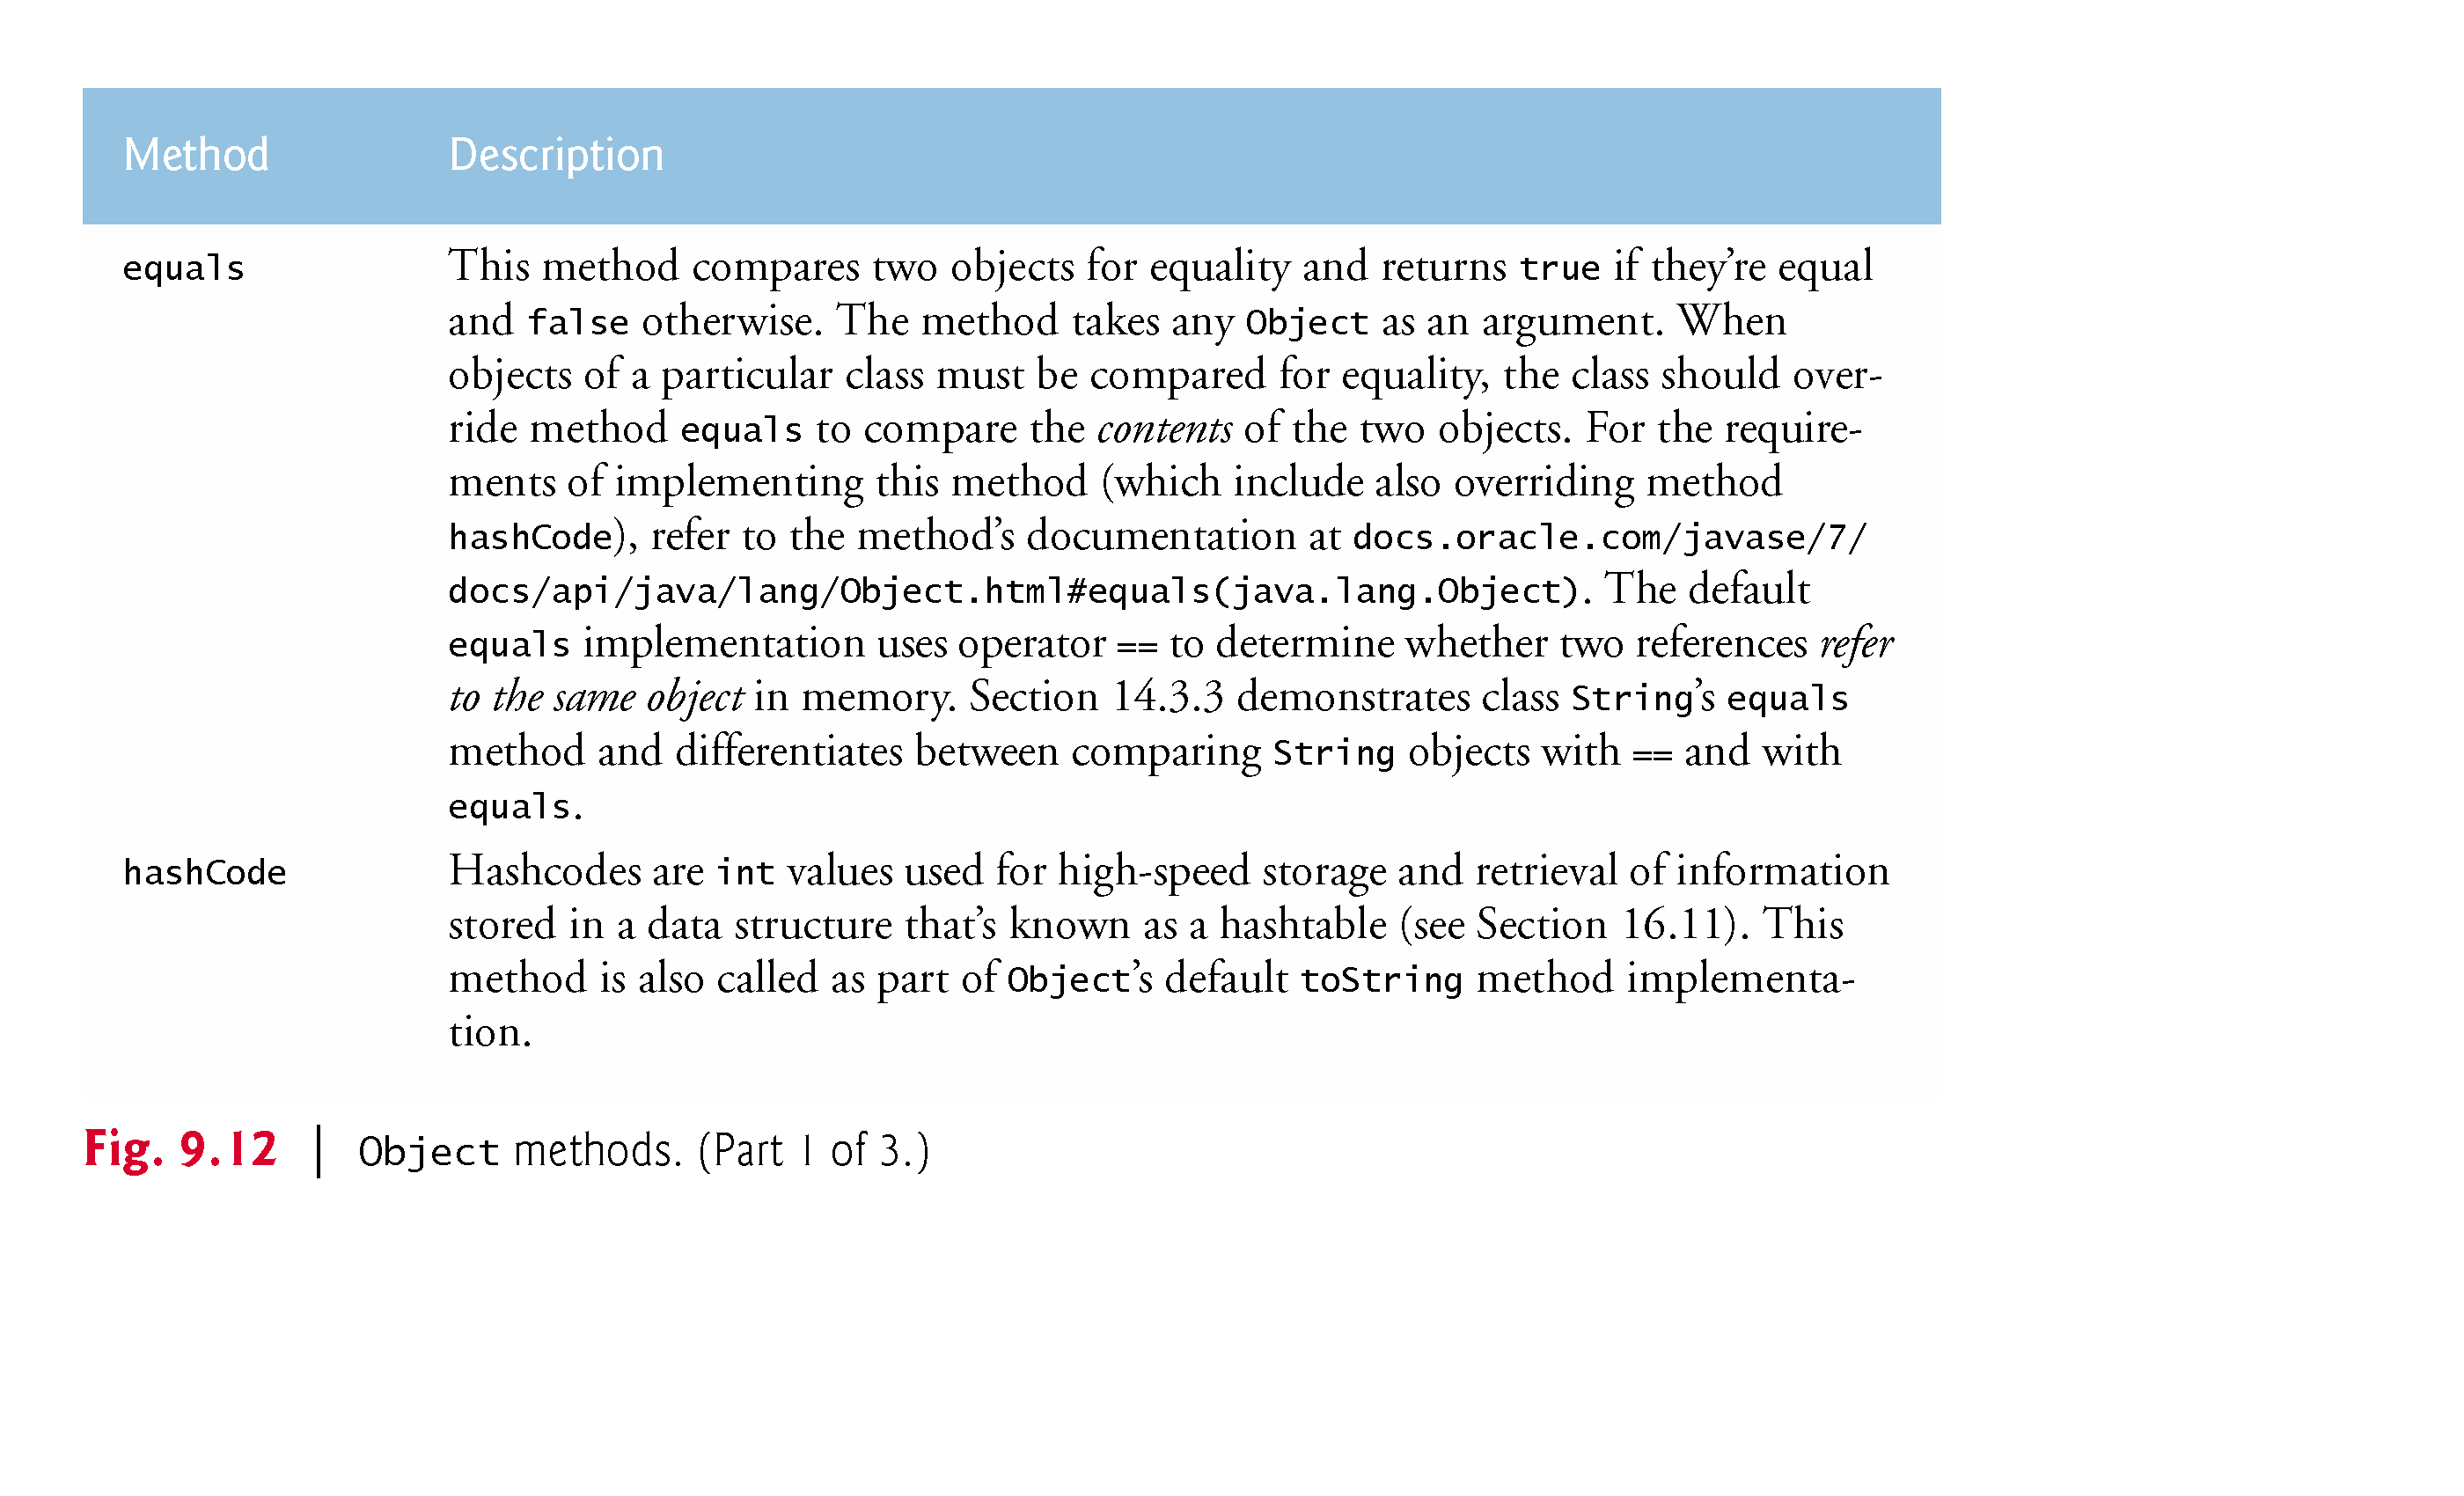 Method Description
equals This method compares two objects for equality and returns true if they’re equal
and false otherwise. The method takes any Object as an argument. When
objects of a particular class must be compared for equality, the class should over-
ride method equals to compare the contents of the two objects. For the require-
ments of implementing this method (which include also overriding method
hashCode), refer to the method’s documentation at docs.oracle.com/javase/7/
docs/api/java/lang/Object.html#equals(java.lang.Object). The default
equals implementation uses operator == to determine whether two references refer
to the same object in memory. Section 14.3.3 demonstrates class String’s equals
method and differentiates between comparing String objects with == and with
equals.
hashCode Hashcodes are int values used for high-speed storage and retrieval of information
stored in a data structure that’s known as a hashtable (see Section 16.11). This
method is also called as part of Object’s default toString method implementa-
tion.
Fig. 9.12 | Object methods. (Part 1 of 3.)